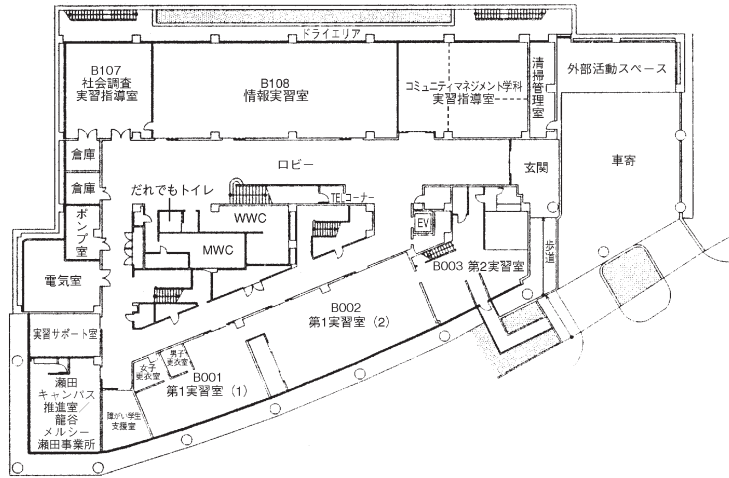 ドライエリア
B107
社会調査
実習指導室
B108
情報実習室
コミュニティマネジメント学科
実習指導室
清掃管理室
外部活動スペース
倉庫
ロビー
玄関
車寄
倉庫
だれでもトイレ
TELコーナー
ポンプ室
WWC
EV
MWC
歩道
電気室
B003 第2実習室
B002
第1実習室(2)
実習サポート室
女子
更衣室
男子
更衣室
B001
第1実習室(1)
瀬田
キャンパス
推進室/
龍谷
メルシー
瀬田事業所
障がい学生
支援室